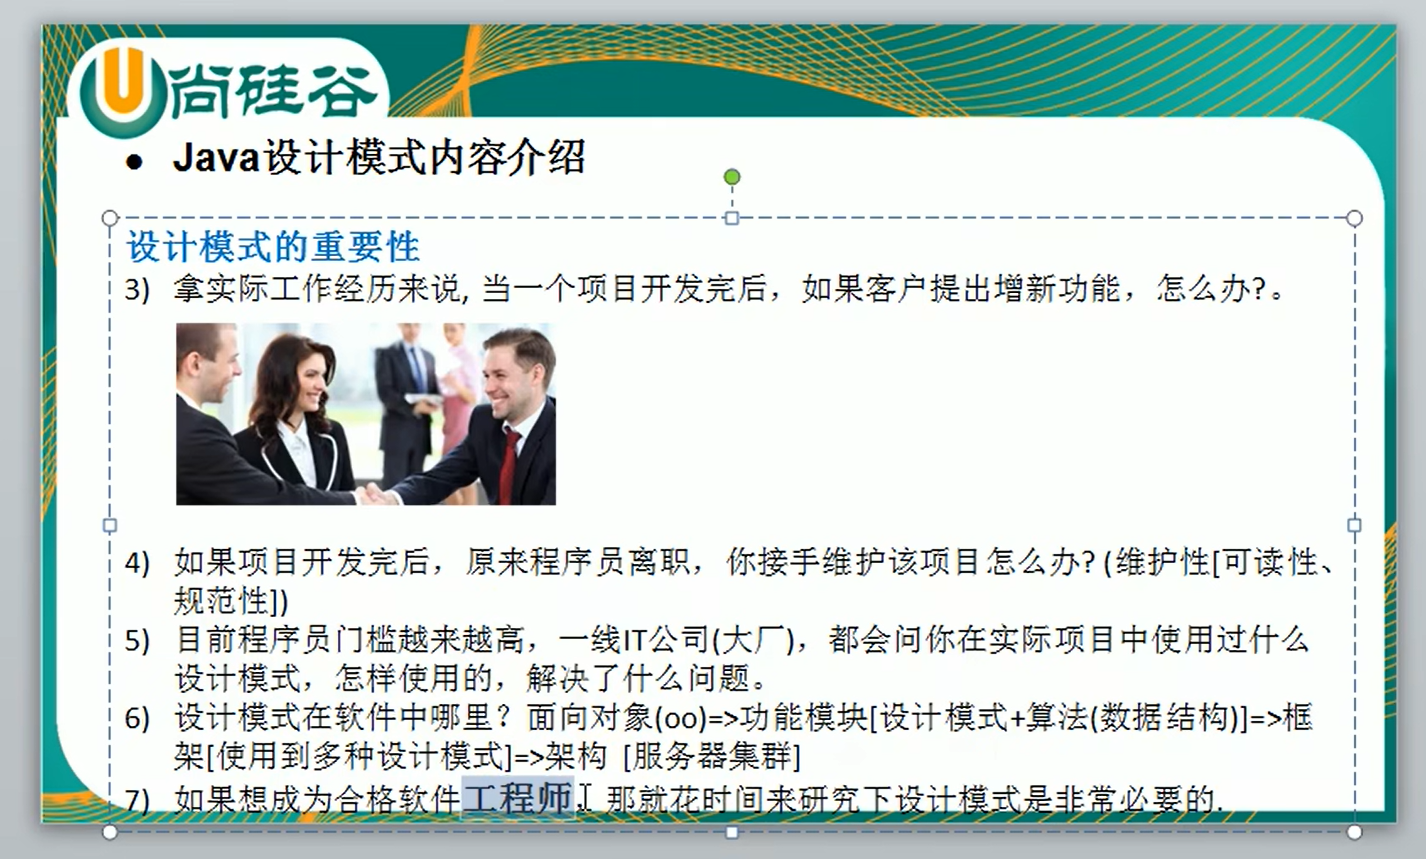 尚硅谷
● Java设计模式内容介绍
设计模式的重要性
3) 拿实际工作经历来说, 当一个项目开发完后，如果客户提出增新功能，怎么办?。
4) 如果项目开发完后，原来程序员离职，你接手维护该项目怎么办? (维护性[可读性、
规范性])
5) 目前程序员门槛越来越高，一线IT公司(大厂)，都会问你在实际项目中使用过什么
设计模式，怎样使用的，解决了什么问题。
6) 设计模式在软件中哪里？面向对象(oo)=>功能模块[设计模式+算法(数据结构)]=>框
架[使用到多种设计模式]=>架构 [服务器集群]
7) 如果想成为合格软件工程师，那就花时间来研究下设计模式是非常必要的.